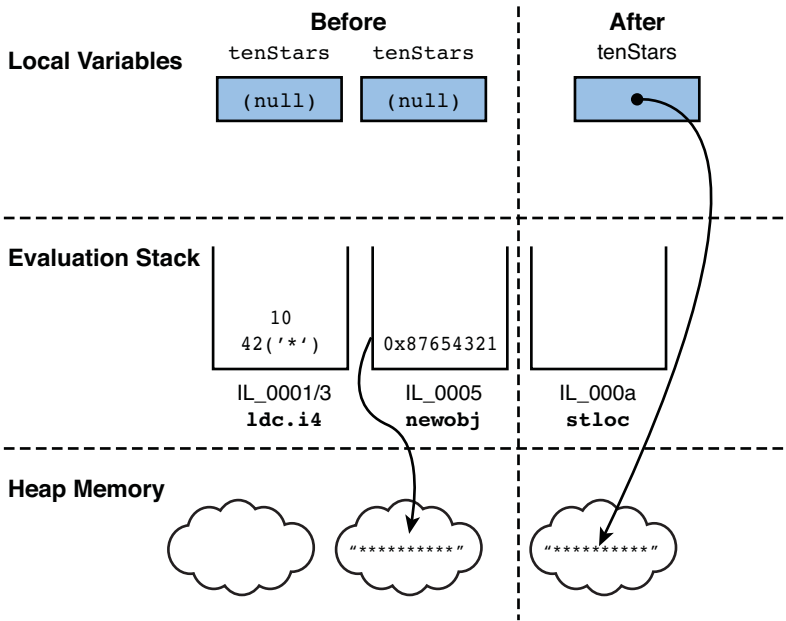 Before
After
Local Variables
tenStars
tenStars
tenStars
(null)
(null)
Evaluation Stack
10
42('*‘)
0x87654321
IL_0001/3
ldc.i4
IL_0005
newobj
IL_000a
stloc
Heap Memory
“**********”
“**********”